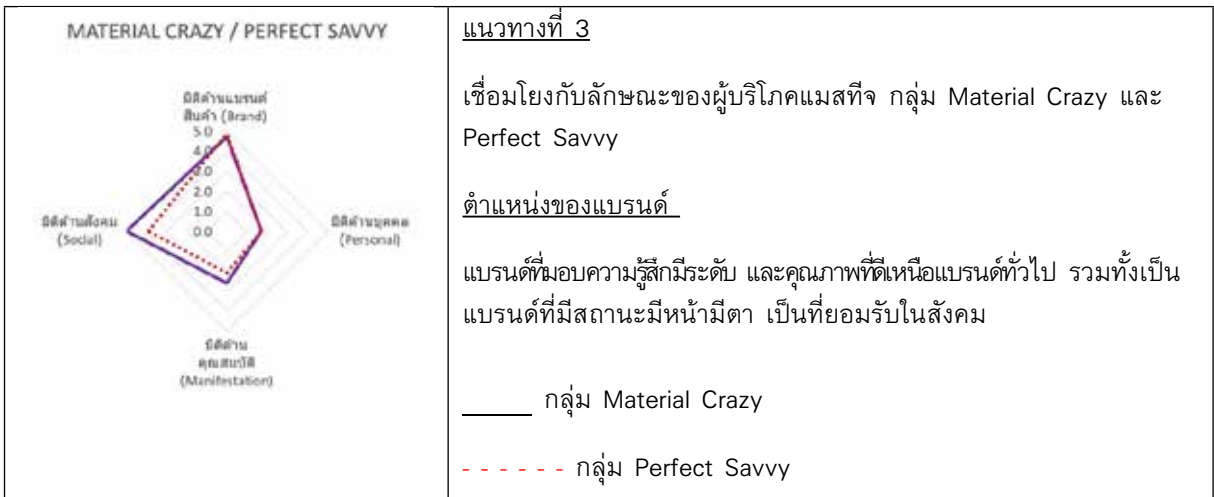 MATERIAL CRAZY / PERFECT SAVVY
มิติด้านแบรนด์
สินค้า (Brand)
5.0
4.0
3.0
2.0
1.0
0.0
มิติด้านสังคม
(Social)
มิติด้านบุคคล
(Personal)
มิติด้าน
คุณสมบัติ
(Manifestation)
แนวทางที่ 3
เชื่อมโยงกับลักษณะของผู้บริโภคแมสทีจ กลุ่ม Material Crazy และ
Perfect Savvy
ตำแหน่งของแบรนด์
แบรนด์ที่มอบความรู้สึกมีระดับ และคุณภาพที่ดีเหนือแบรนด์ทั่วไป รวมทั้งเป็น
แบรนด์ที่มีสถานะมีหน้ามีตา เป็นที่ยอมรับในสังคม
กลุ่ม Material Crazy
กลุ่ม Perfect Savvy